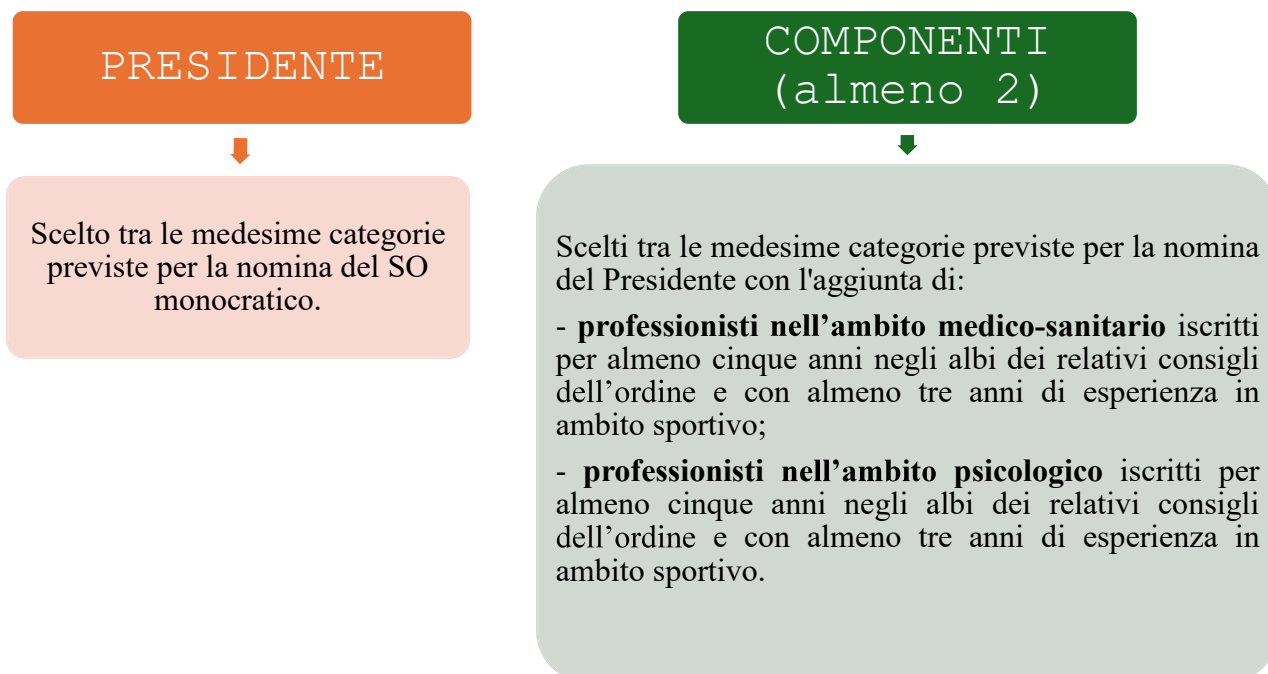 PRESIDENTE
Scelto tra le medesime categorie
previste per la nomina del SO
monocratico.
COMPONENTI
(almeno 2)
Scelti tra le medesime categorie previste per la nomina
del Presidente con l'aggiunta di:
- professionisti nell’ambito medico-sanitario iscritti
per almeno cinque anni negli albi dei relativi consigli
dell’ordine e con almeno tre anni di esperienza in
ambito sportivo;
- professionisti nell’ambito psicologico iscritti per
almeno cinque anni negli albi dei relativi consigli
dell’ordine e con almeno tre anni di esperienza in
ambito sportivo.